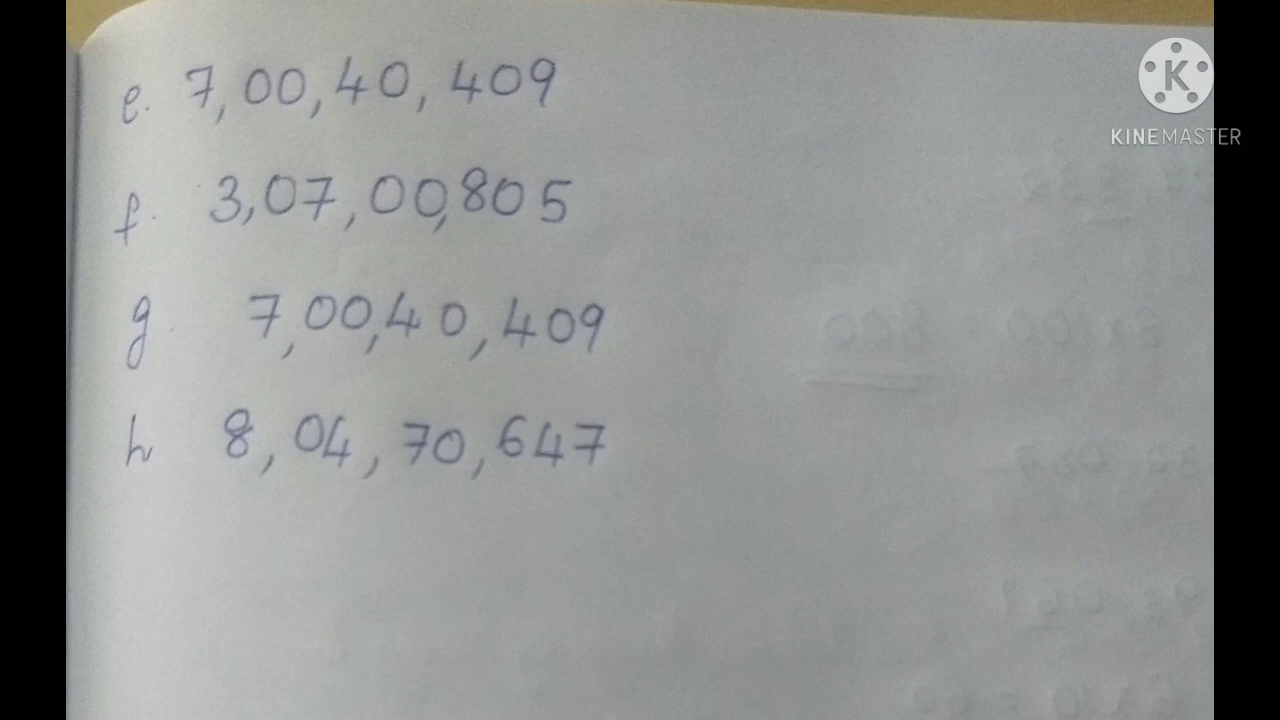 e. 7,00,40,409
KINEMASTER
f. 3,07,00,805
g. 7,00,40,409
h 8,04,70,647